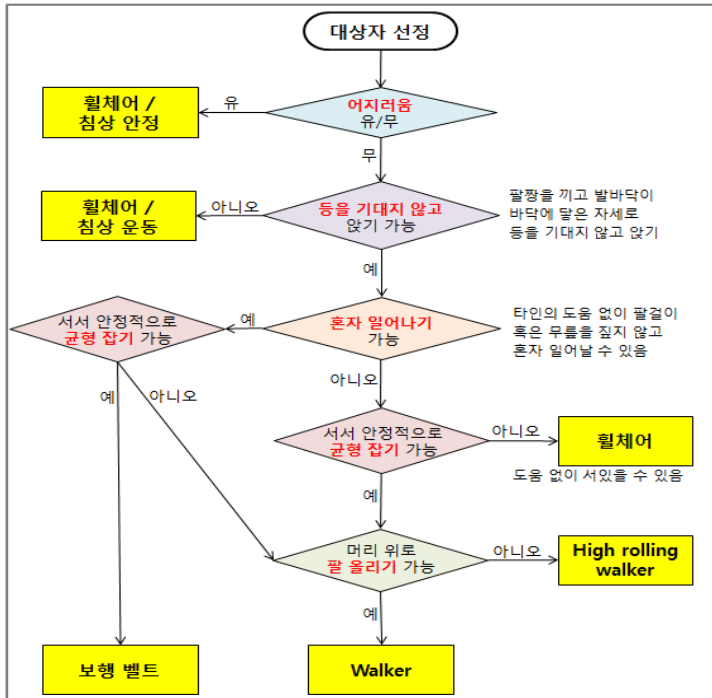 대상자 선정
어지러움
유/무
유
휠체어 /
침상 안정
무
등을 기대지 않고
앉기 가능
아니오
휠체어 /
침상 운동
팔짱을 끼고 발바닥이
바닥에 닿은 자세로
등을 기대지 않고 앉기
예
혼자 일어나기
가능
예
서서 안정적으로
균형 잡기 가능
타인의 도움 없이 팔걸이
혹은 무릎을 짚지 않고
혼자 일어날 수 있음
아니오
예
아니오
서서 안정적으로
균형 잡기 가능
아니오
휠체어
도움 없이 서있을 수 있음
예
머리 위로
팔 올리기 가능
아니오
High rolling
walker
예
보행 벨트
Walker